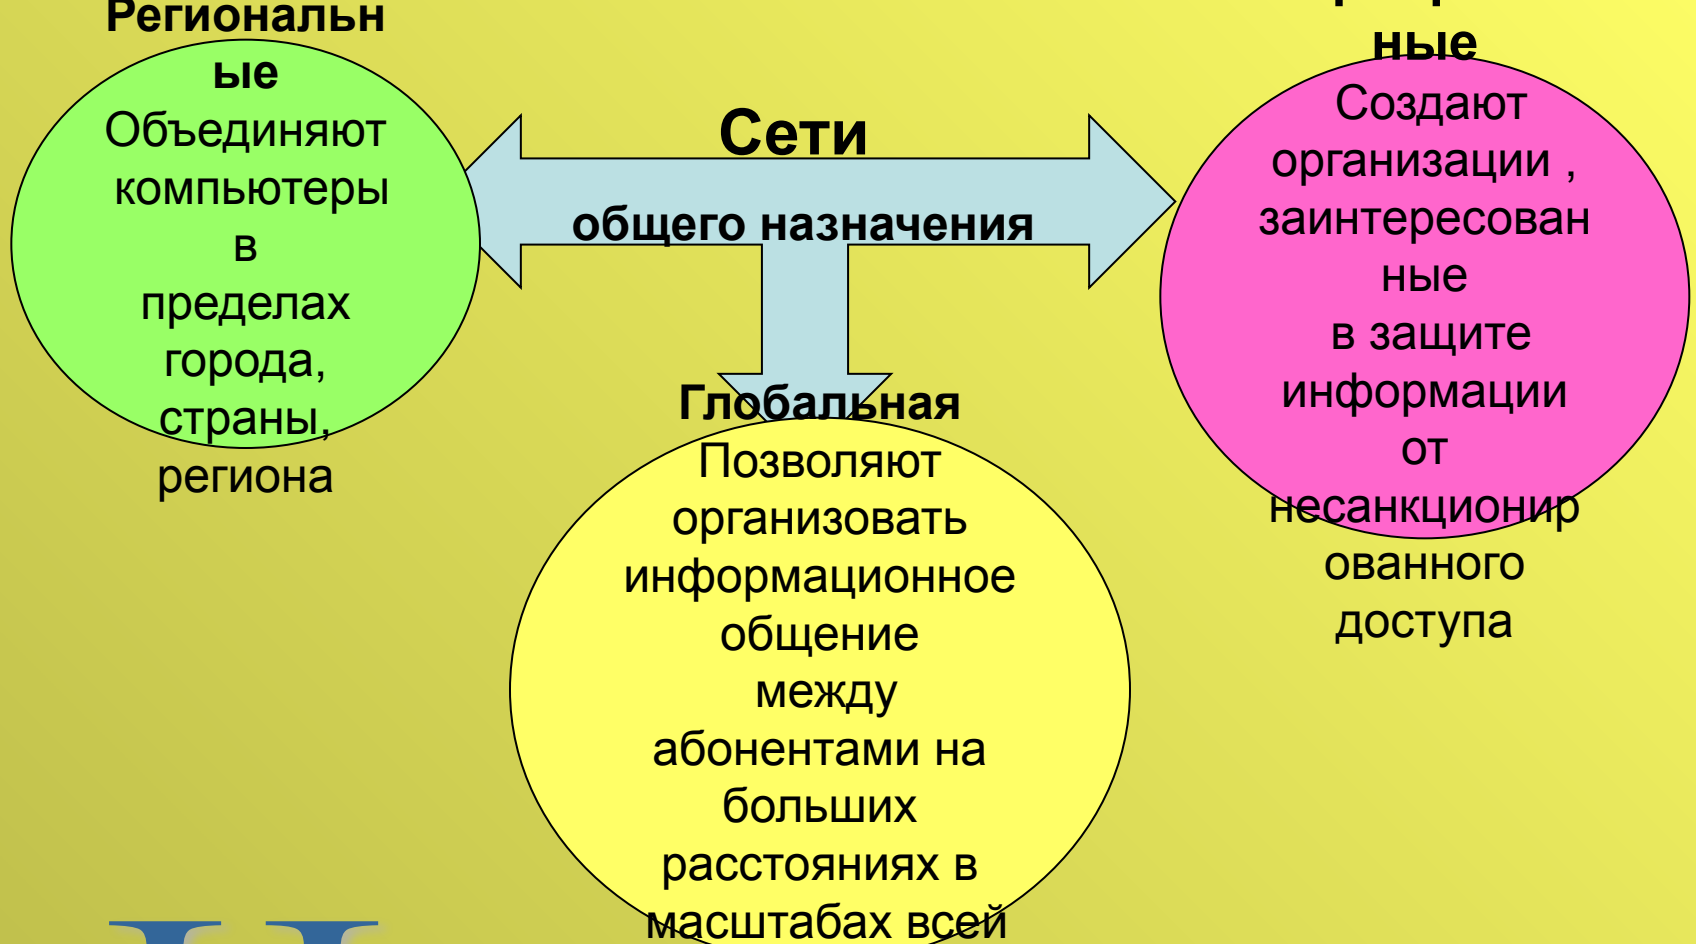 Региональн
ые
Объединяют
компьютеры
в
пределах
города,
страны,
региона
Сети
общего назначения
ные
Создают
организации ,
заинтересован
ные
в защите
информации
от
несанкционир
ованного
доступа
Глобальная
Позволяют
организовать
информационное
общение
между
абонентами на
больших
расстояниях в
масштабах всей